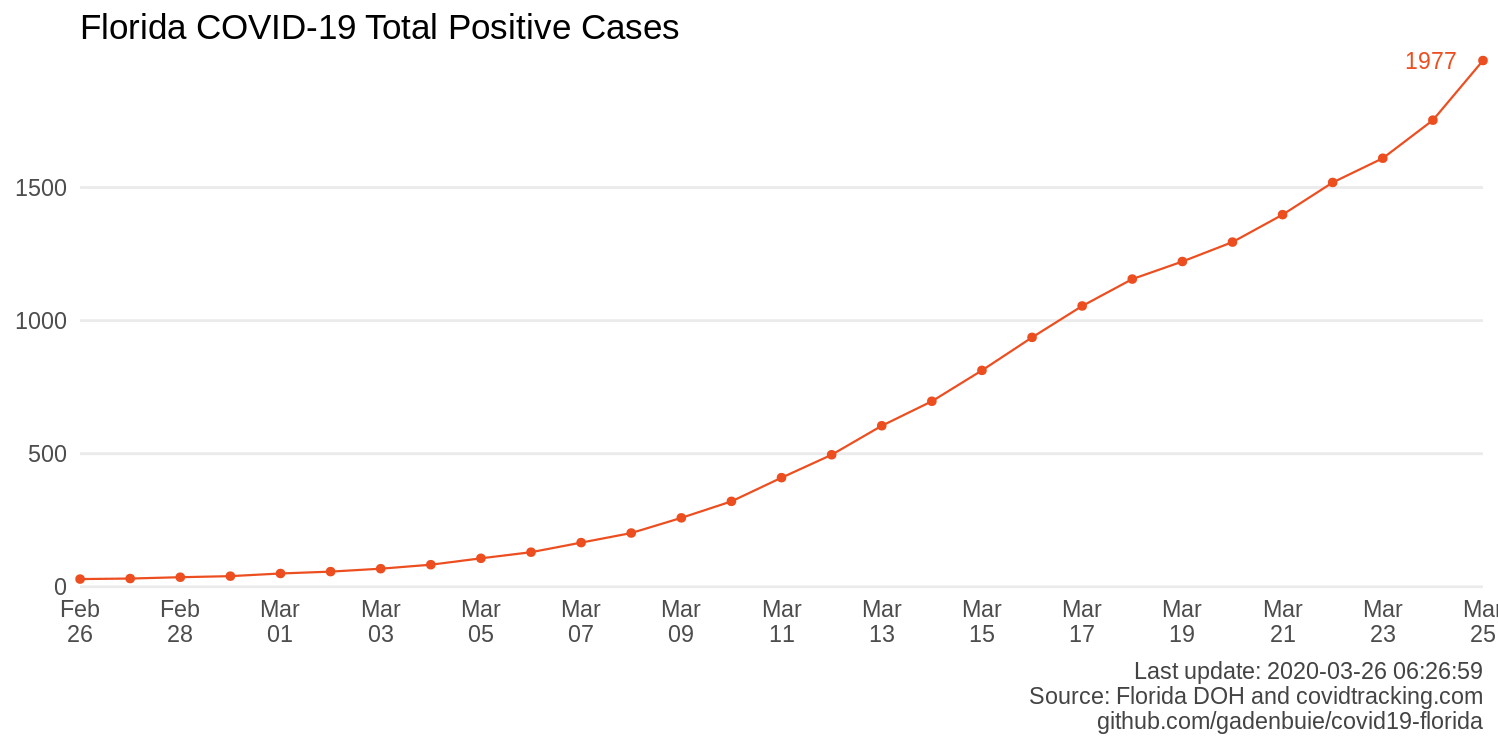 Florida COVID-19 Total Positive Cases
1977
1500
1000
500
0
Feb Feb Mar Mar Mar Mar Mar Mar Mar Mar Mar Mar Mar Mar Mar
26 28 01 03 05 07 09 11 13 15 17 19 21 23 25
Last update: 2020-03-26 06:26:59
Source: Florida DOH and covidtracking.com
github.com/gadenbuie/covid19-florida